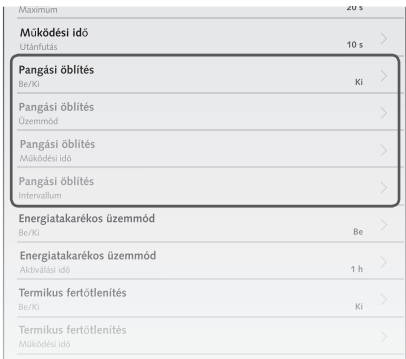 Maximum 20 s
Működési idő
Utánfutás 10 s
Pangási öblítés
Be/Ki Ki
Pangási öblítés
Üzemmód
Pangási öblítés
Működési idő
Pangási öblítés
Intervallum
Energiatakarékos üzemmód
Be/Ki Be
Energiatakarékos üzemmód
Aktiválási idő 1 h
Termikus fertőtlenítés
Be/Ki Ki
Termikus fertőtlenítés
Működési idő